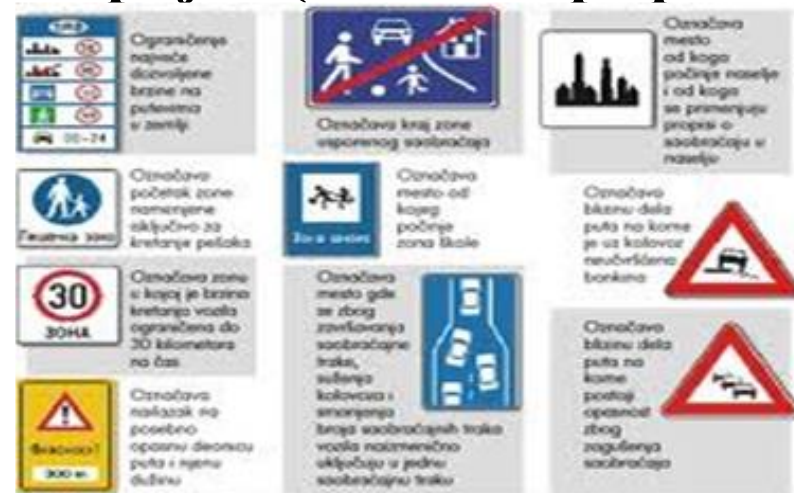 Ograničenje
najveće
dozvoljene
brzine na
putevima
u zemlji
00-24
Označava kraj zone
usporenog saobraćaja
Označava
mesto
od koga
počinje naselje
i od koga
se primenjuju
propisi o
saobraćaju u
naselju
Označava
početak zone
namenjene
isključivo za
kretanje pešaka
Пешачка зона
Označava
mesto od
kojeg
počinje
zona škole
Označava
blizinu dela
puta na kome
je uz kolovoz
neučvršćena
bankina
30
ЗОНА
Označava zonu
u kojoj je brzina
kretanja vozila
ograničena do
30 kilometara
na čas
Označava
mesto gde
se zbog
završavanja
saobraćajne
trake,
suženja
kolovoza i
smanjenja
broja saobraćajnih traka
vozila naizmenično
uključuju u jednu
saobraćajnu traku
Označava
blizinu dela
puta na
kome
postoji
opasnost
zbog
zagušenja
saobraćaja
300 m
Označava
nailazak na
posebno
opasnu deonicu
puta i njenu
dužinu